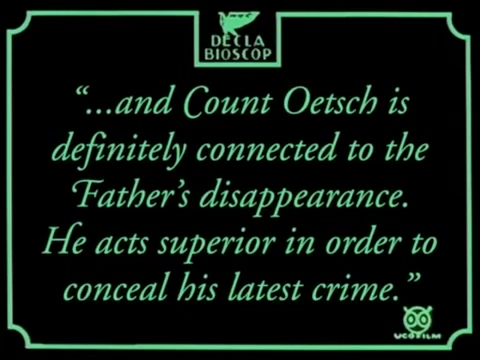 DECLA
BIOSCOP
“...and Count Oetsch is
definitely connected to the
Father’s disappearance.
He acts superior in order to
conceal his latest crime.”
UCOFILM